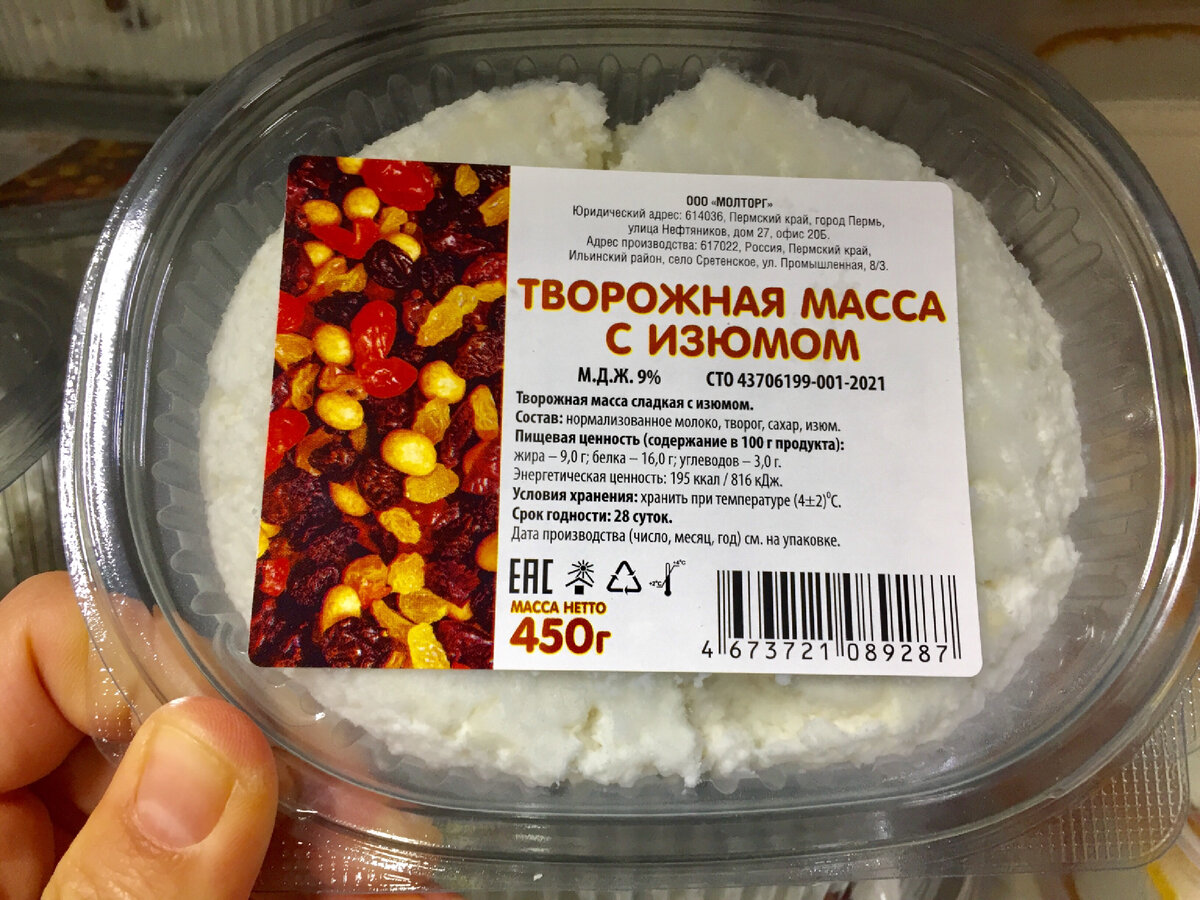 ООО «МОЛТОРГ»
Юридический адрес: 614036, Пермский край, город Пермь,
улица Нефтяников, дом 27, офис 20Б.
Адрес производства: 617022, Россия, Пермский край,
Ильинский район, село Сретенское, ул. Промышленная, 8/3.
ТВОРОЖНАЯ МАССА
С ИЗЮМОМ
М.Д.Ж. 9% СТО 43706199-001-2021
Творожная масса сладкая с изюмом.
Состав: нормализованное молоко, творог, сахар, изюм.
Пищевая ценность (содержание в 100 г продукта):
жира – 9,0 г; белка – 16,0 г; углеводов – 3,0 г.
Энергетическая ценность: 195 ккал / 816 кДж.
Условия хранения: хранить при температуре (4±2)⁰С.
Срок годности: 28 суток.
Дата производства (число, месяц, год) см. на упаковке.
ЕАС +2°C +6°C
МАССА НЕТТО
450г
4 673721 089287